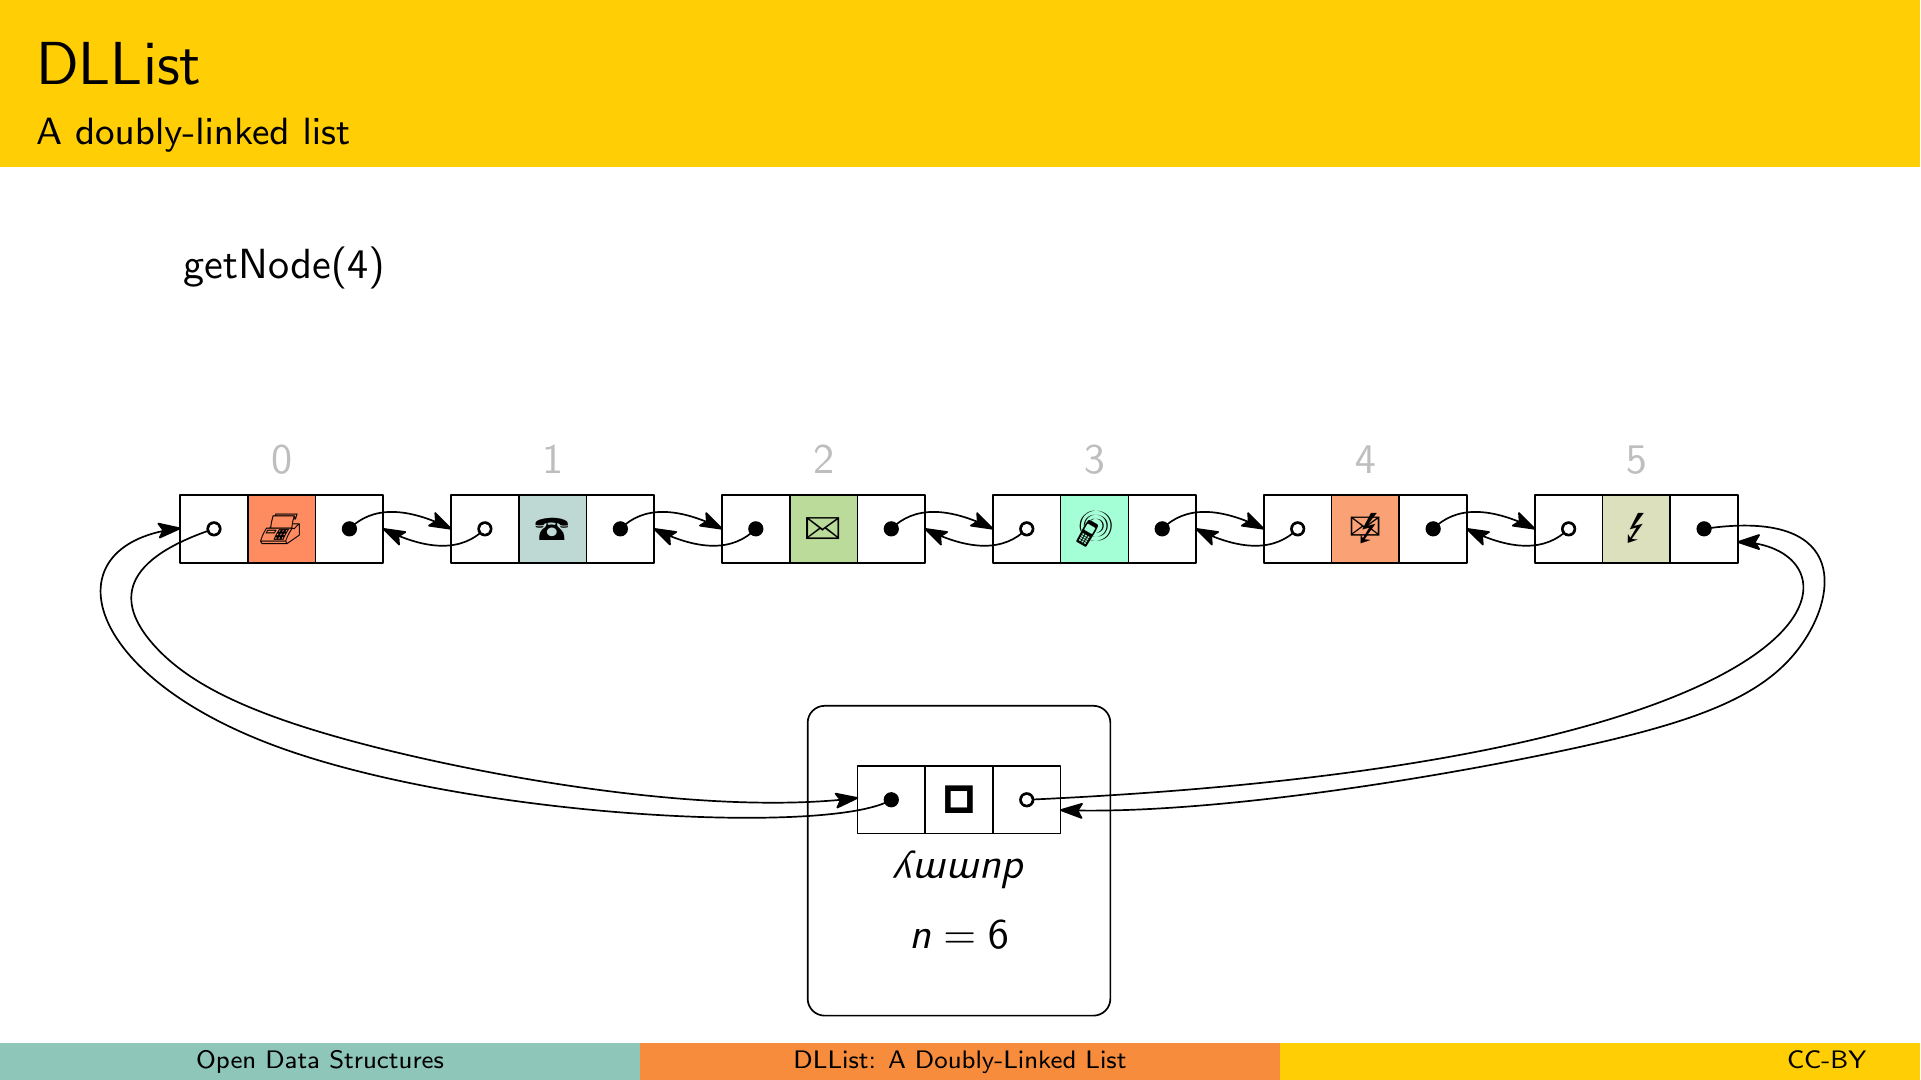 DLList
A doubly-linked list
getNode(4)
0 1 2 3 4 5
dummy
n = 6
Open Data Structures DLList: A Doubly-Linked List CC-BY